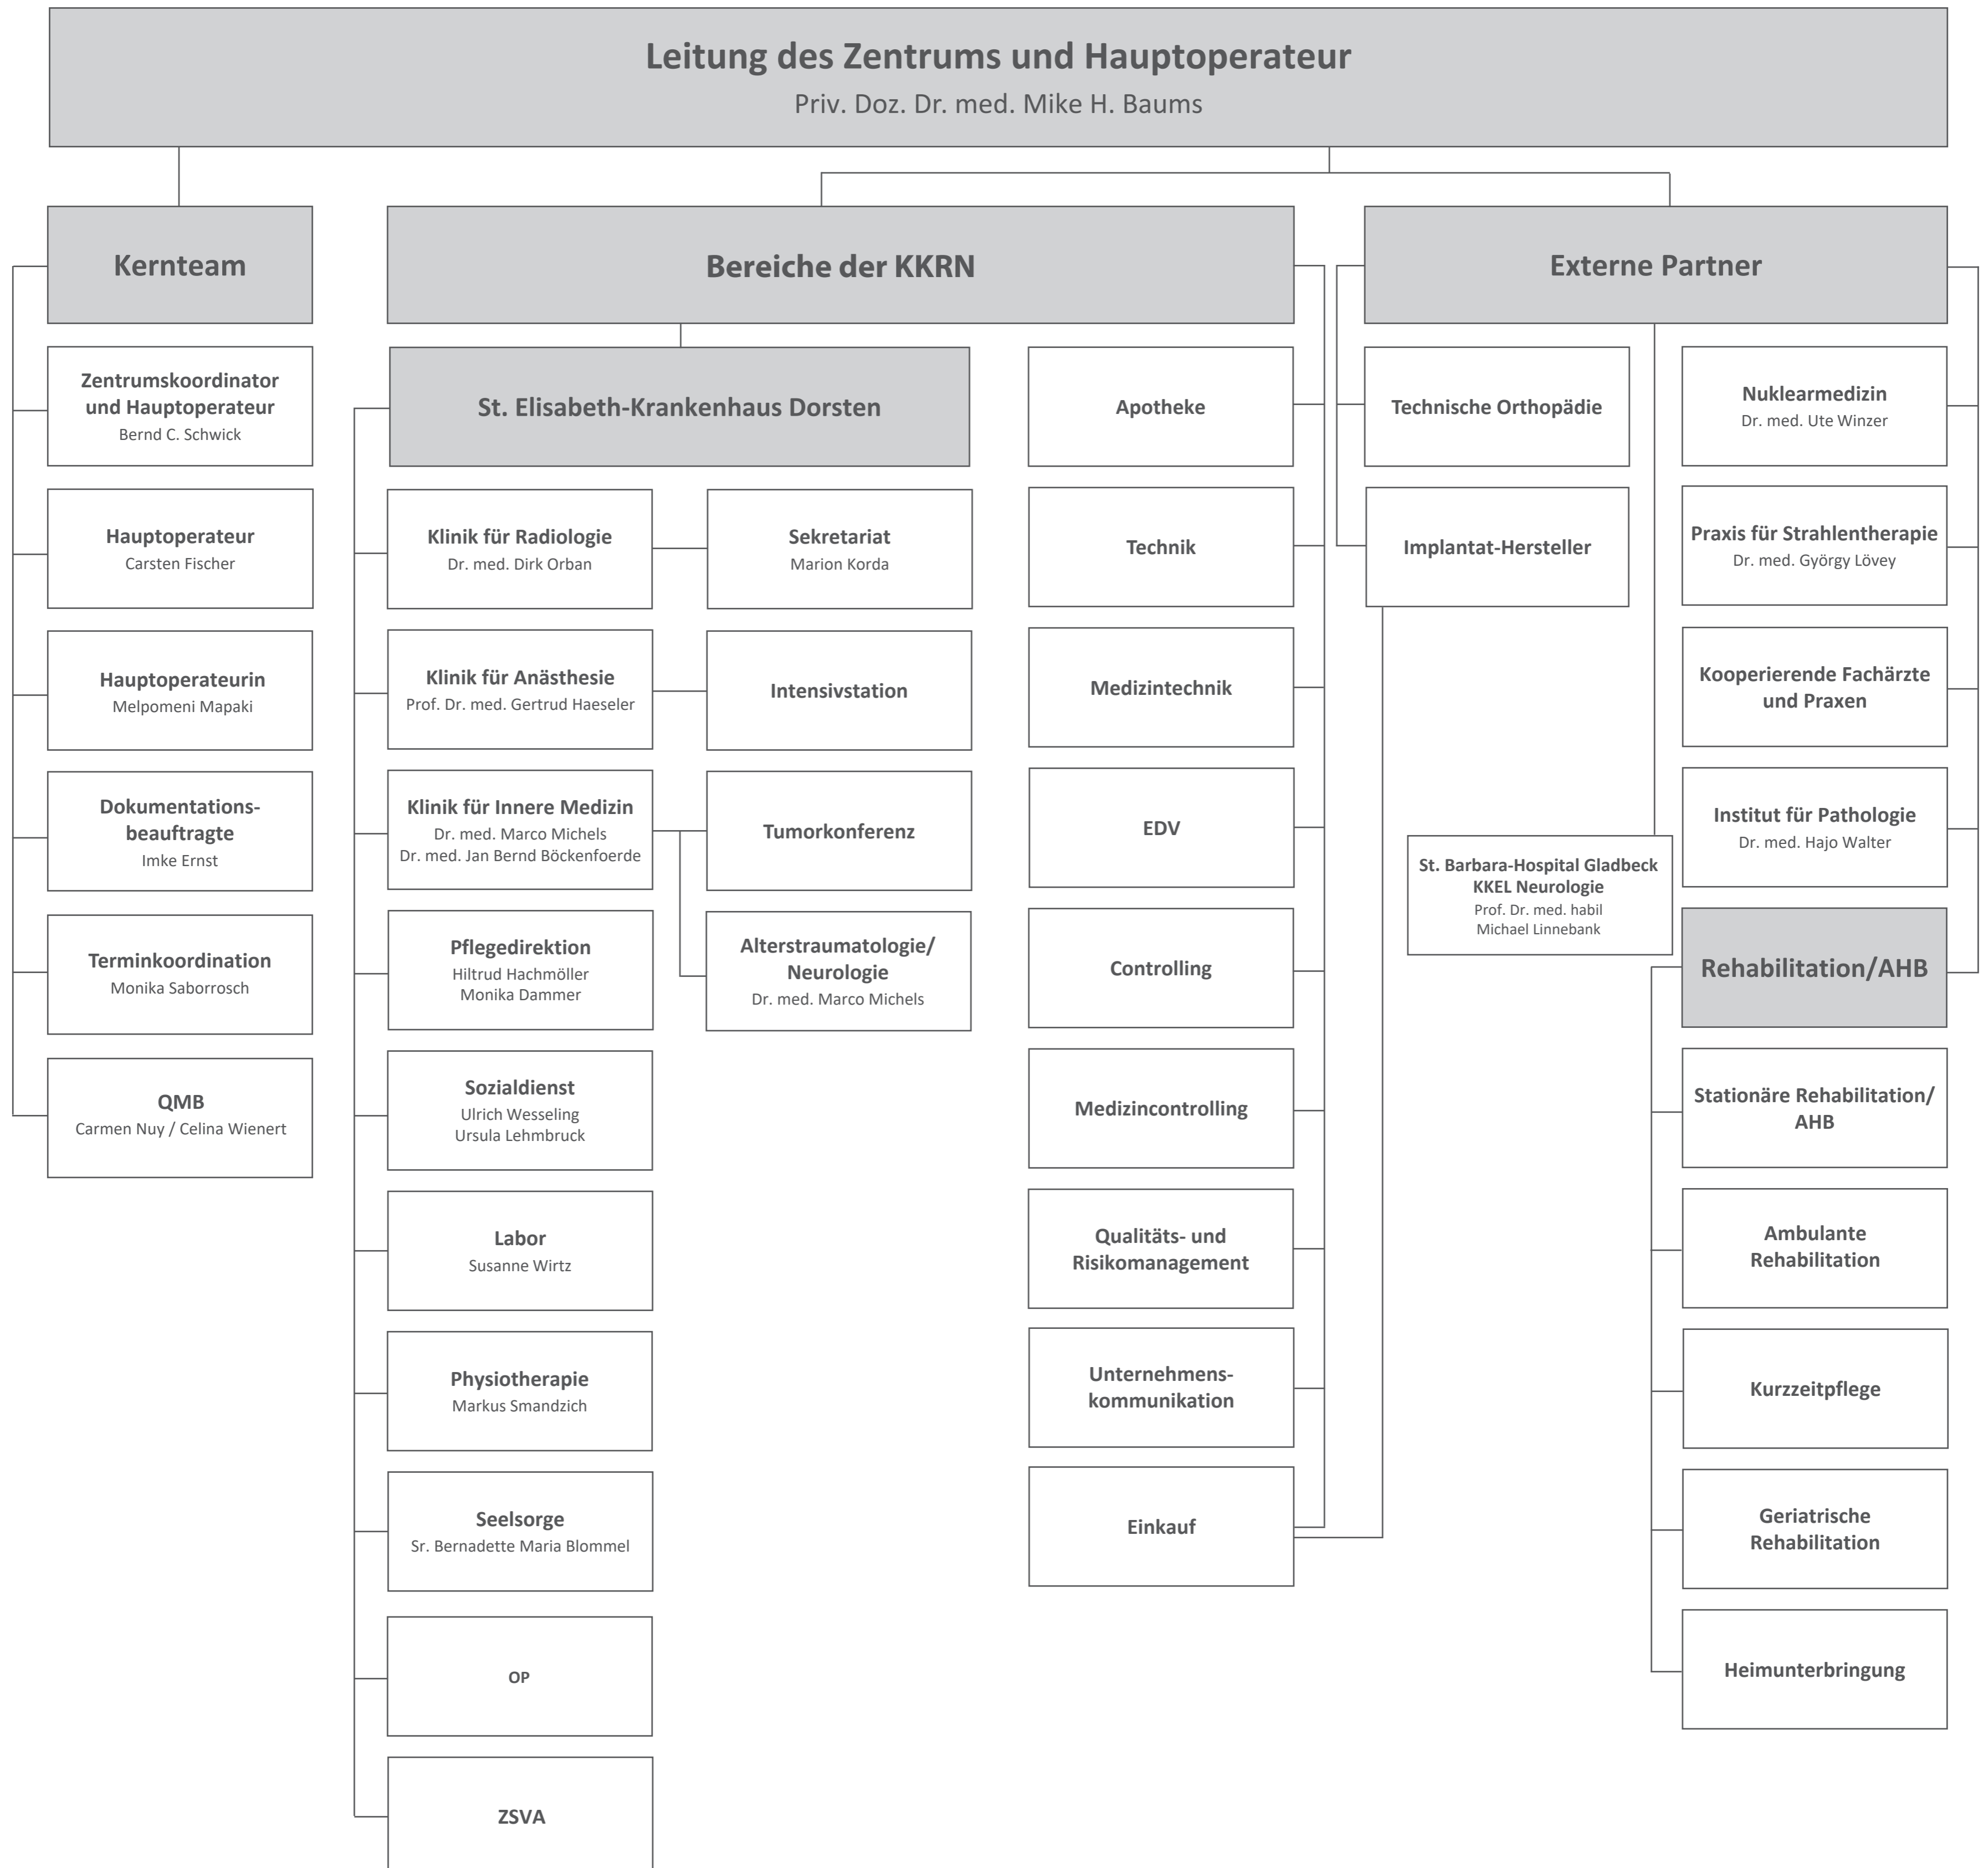 Leitung des Zentrums und Hauptoperateur
Priv. Doz. Dr. med. Mike H. Baums
Kernteam
Zentrumskoordinator
und Hauptoperateur
Bernd C. Schwick
Hauptoperateur
Carsten Fischer
Hauptoperateurin
Melpomeni Mapaki
Dokumentations-
beauftragte
Imke Ernst
Terminkoordination
Monika Saborrosch
QMB
Carmen Nuy / Celina Wienert
Bereiche der KKRN
St. Elisabeth-Krankenhaus Dorsten
Klinik für Radiologie
Dr. med. Dirk Orban
Sekretariat
Marion Korda
Klinik für Anästhesie
Prof. Dr. med. Gertrud Haeseler
Intensivstation
Klinik für Innere Medizin
Dr. med. Marco Michels
Dr. med. Jan Bernd Böckenfoerde
Tumorkonferenz
Alterstraumatologie/
Neurologie
Dr. med. Marco Michels
Pflegedirektion
Hiltrud Hachmöller
Monika Dammer
Sozialdienst
Ulrich Wesseling
Ursula Lehmbruck
Labor
Susanne Wirtz
Physiotherapie
Markus Smandzich
Seelsorge
Sr. Bernadette Maria Blommel
OP
ZSVA
Apotheke
Technik
Medizintechnik
EDV
Controlling
Medizincontrolling
Qualitäts- und
Risikomanagement
Unternehmens-
kommunikation
Einkauf
Externe Partner
Technische Orthopädie
Implantat-Hersteller
St. Barbara-Hospital Gladbeck
KKEL Neurologie
Prof. Dr. med. habil
Michael Linnebank
Nuklearmedizin
Dr. med. Ute Winzer
Praxis für Strahlentherapie
Dr. med. György Lövey
Kooperierende Fachärzte
und Praxen
Institut für Pathologie
Dr. med. Hajo Walter
Rehabilitation/AHB
Stationäre Rehabilitation/
AHB
Ambulante
Rehabilitation
Kurzzeitpflege
Geriatrische
Rehabilitation
Heimunterbringung